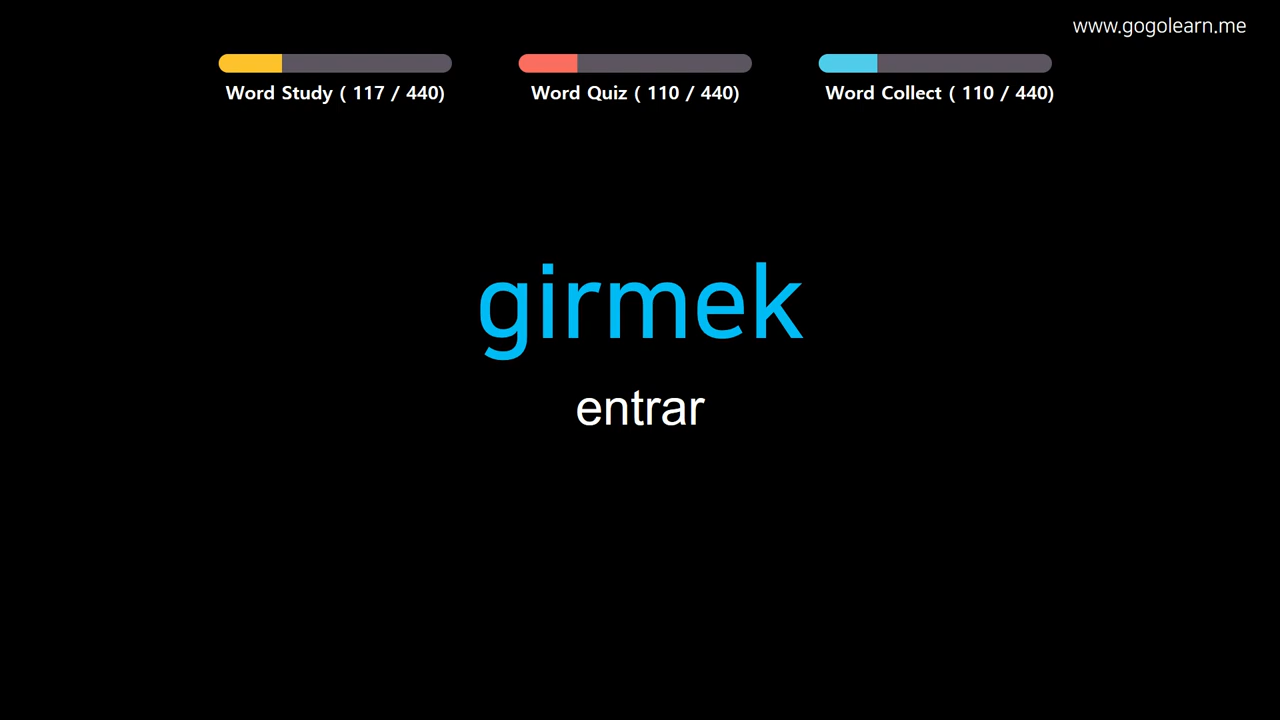 www.gogolearn.me
Word Study ( 117 / 440)
Word Quiz ( 110 / 440)
Word Collect ( 110 / 440)
girmek
entrar